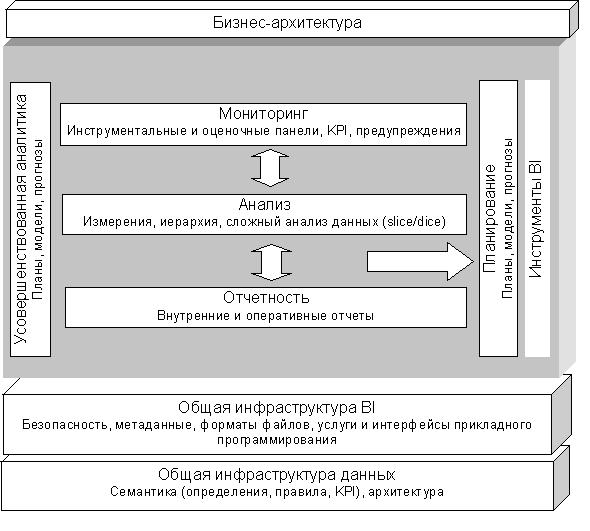 Бизнес-архитектура
Усовершенствованная аналитика
Планы, модели, прогнозы
Мониторинг
Инструментальные и оценочные панели, KPI, предупреждения
Анализ
Измерения, иерархия, сложный анализ данных (slice/dice)
Отчетность
Внутренние и оперативные отчеты
Планирование
Планы, модели, прогнозы
Инструменты BI
Общая инфраструктура BI
Безопасность, метаданные, форматы файлов, услуги и интерфейсы прикладного
программирования
Общая инфраструктура данных
Семантика (определения, правила, KPI), архитектура